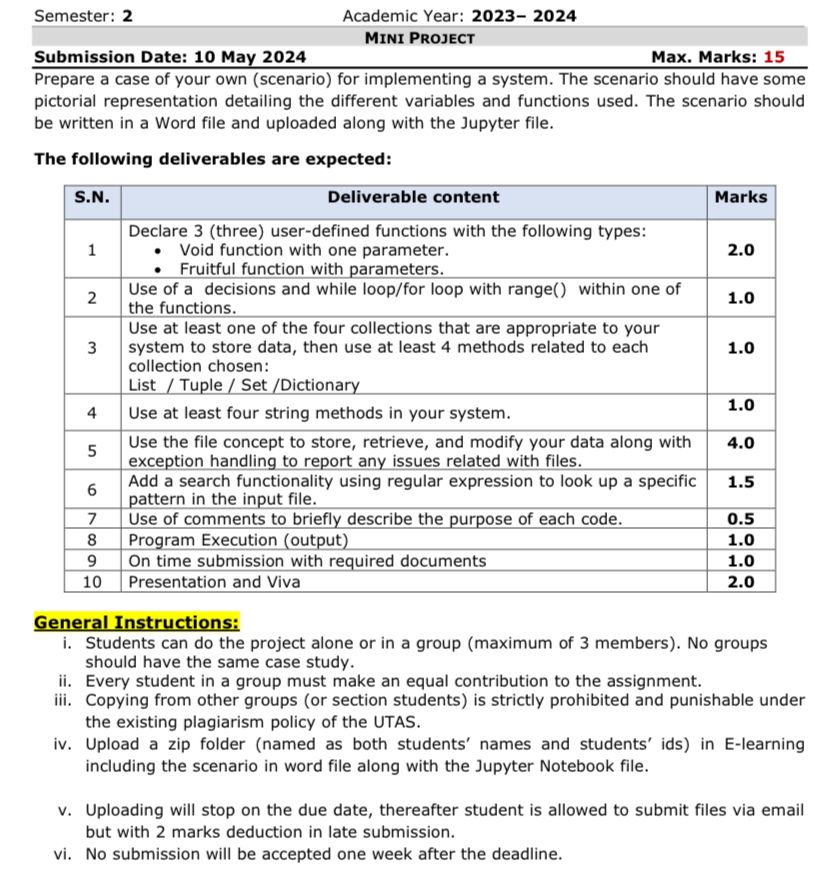 Semester: 2 Academic Year: 2023– 2024
MINI PROJECT
Submission Date: 10 May 2024 Max. Marks: 15
Prepare a case of your own (scenario) for implementing a system. The scenario should have some
pictorial representation detailing the different variables and functions used. The scenario should
be written in a Word file and uploaded along with the Jupyter file.
The following deliverables are expected:
S.N. Deliverable content Marks
Declare 3 (three) user-defined functions with the following types:
1 • Void function with one parameter. 2.0
• Fruitful function with parameters.
2 Use of a decisions and while loop/for loop with range() within one of 1.0
the functions.
Use at least one of the four collections that are appropriate to your
3 system to store data, then use at least 4 methods related to each 1.0
collection chosen:
List / Tuple / Set /Dictionary
4 Use at least four string methods in your system. 1.0
5 Use the file concept to store, retrieve, and modify your data along with 4.0
exception handling to report any issues related with files.
6 Add a search functionality using regular expression to look up a specific 1.5
pattern in the input file.
7 Use of comments to briefly describe the purpose of each code. 0.5
8 Program Execution (output) 1.0
9 On time submission with required documents 1.0
10 Presentation and Viva 2.0
General Instructions:
i. Students can do the project alone or in a group (maximum of 3 members). No groups
should have the same case study.
ii. Every student in a group must make an equal contribution to the assignment.
iii. Copying from other groups (or section students) is strictly prohibited and punishable under
the existing plagiarism policy of the UTAS.
iv. Upload a zip folder (named as both students’ names and students’ ids) in E-learning
including the scenario in word file along with the Jupyter Notebook file.
v. Uploading will stop on the due date, thereafter student is allowed to submit files via email
but with 2 marks deduction in late submission.
vi. No submission will be accepted one week after the deadline.